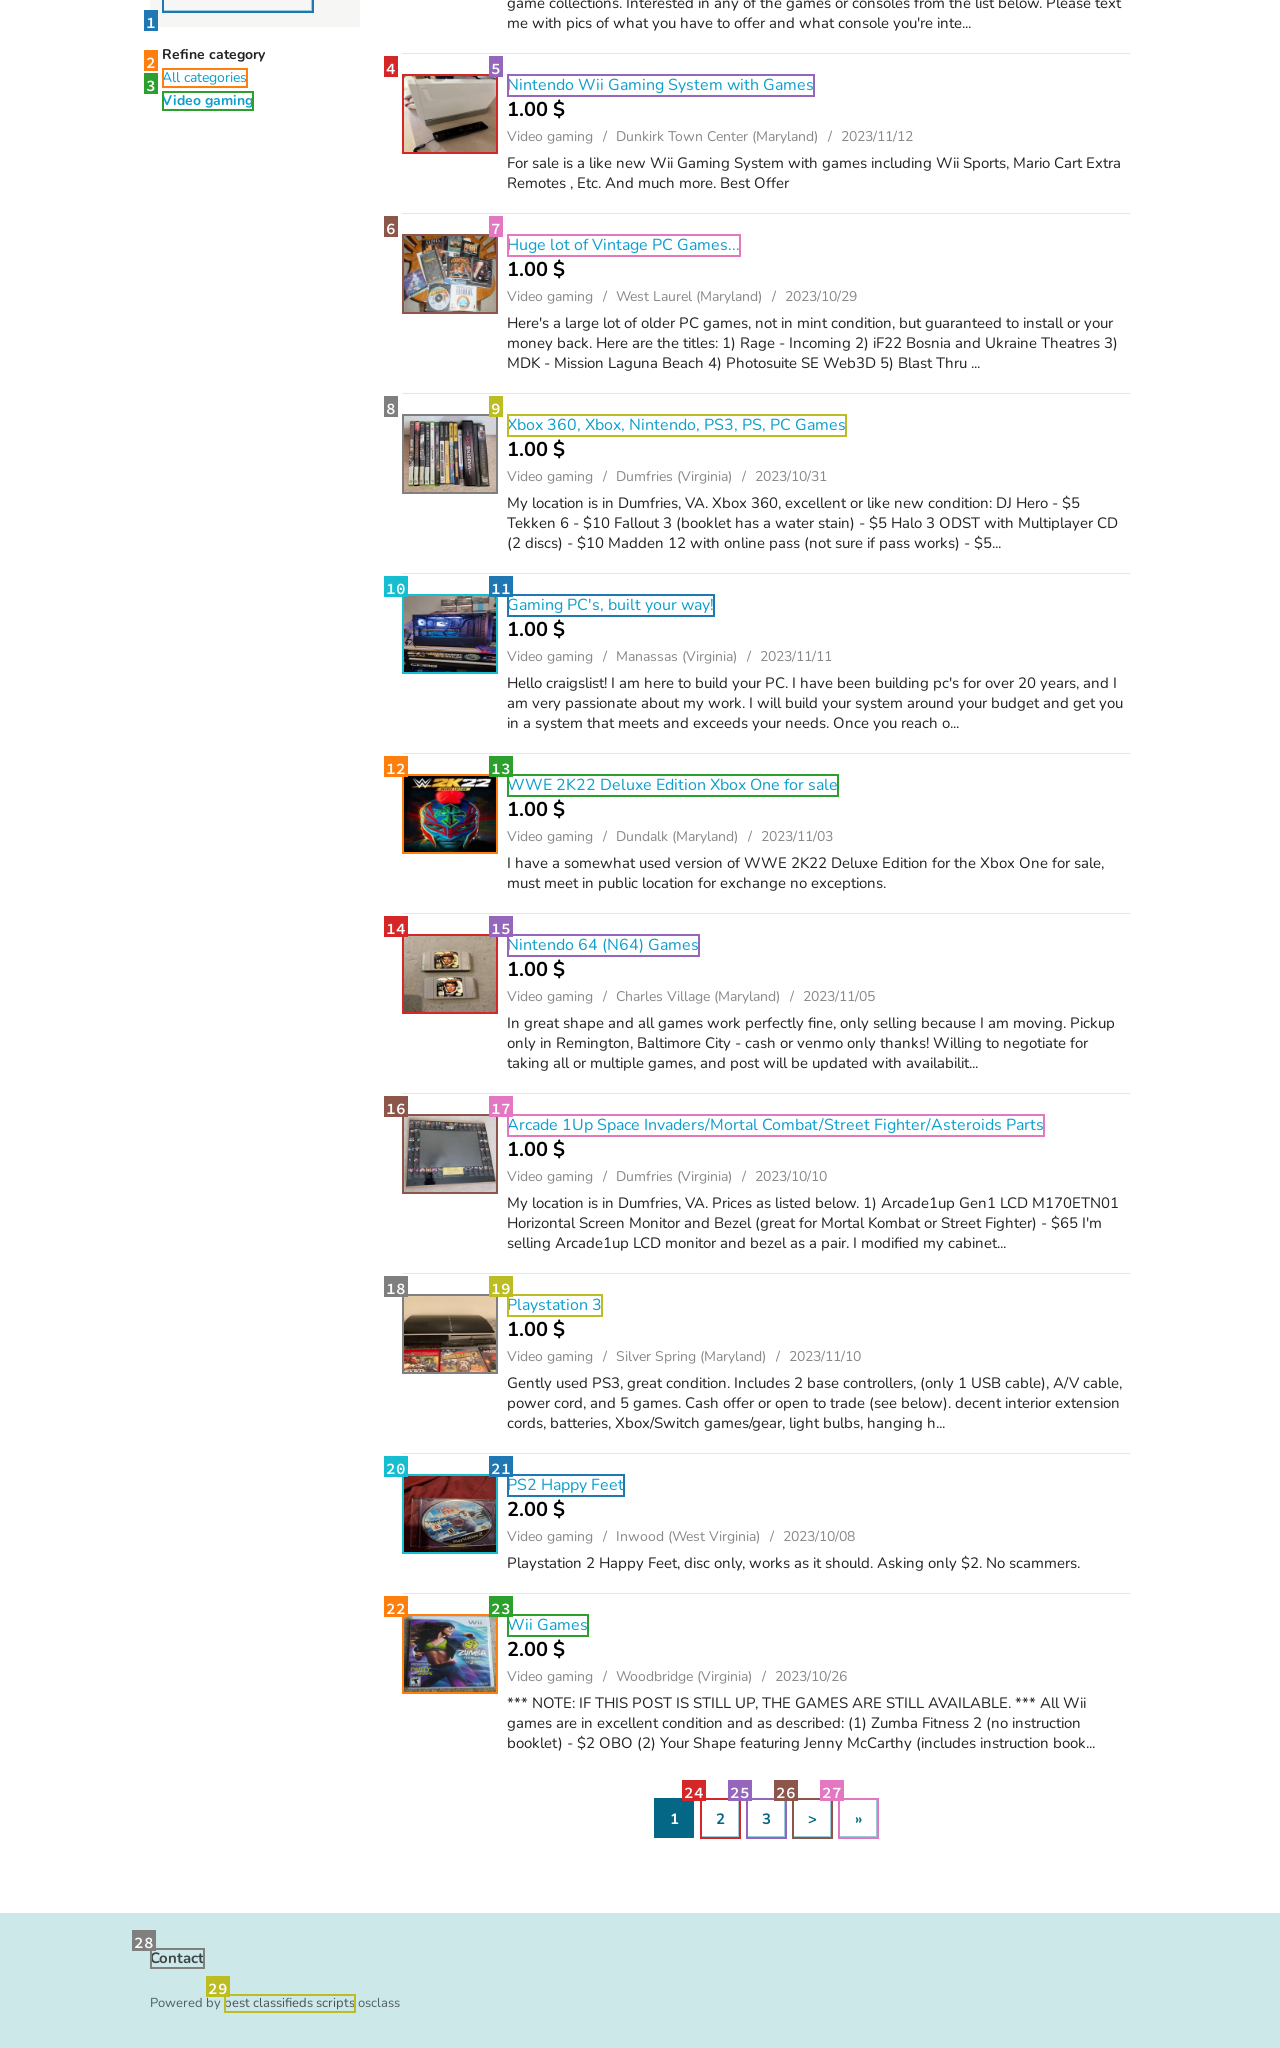 game collections. Interested in any of the games or consoles from the list below. Please text
me with pics of what you have to offer and what console you're inte...
1
Refine category
2
All categories
3
Video gaming
4
5
Nintendo Wii Gaming System with Games
1.00 $
Video gaming / Dunkirk Town Center (Maryland) / 2023/11/12
For sale is a like new Wii Gaming System with games including Wii Sports, Mario Cart Extra
Remotes , Etc. And much more. Best Offer
6
7
Huge lot of Vintage PC Games...
1.00 $
Video gaming / West Laurel (Maryland) / 2023/10/29
Here's a large lot of older PC games, not in mint condition, but guaranteed to install or your
money back. Here are the titles: 1) Rage - Incoming 2) iF22 Bosnia and Ukraine Theatres 3)
MDK - Mission Laguna Beach 4) Photosuite SE Web3D 5) Blast Thru ...
8
9
Xbox 360, Xbox, Nintendo, PS3, PS, PC Games
1.00 $
Video gaming / Dumfries (Virginia) / 2023/10/31
My location is in Dumfries, VA. Xbox 360, excellent or like new condition: DJ Hero - $5
Tekken 6 - $10 Fallout 3 (booklet has a water stain) - $5 Halo 3 ODST with Multiplayer CD
(2 discs) - $10 Madden 12 with online pass (not sure if pass works) - $5...
10
11
Gaming PC's, built your way!
1.00 $
Video gaming / Manassas (Virginia) / 2023/11/11
Hello craigslist! I am here to build your PC. I have been building pc's for over 20 years, and I
am very passionate about my work. I will build your system around your budget and get you
in a system that meets and exceeds your needs. Once you reach o...
12
13
W 2K22
WWE 2K22 Deluxe Edition Xbox One for sale
1.00 $
Video gaming / Dundalk (Maryland) / 2023/11/03
I have a somewhat used version of WWE 2K22 Deluxe Edition for the Xbox One for sale,
must meet in public location for exchange no exceptions.
14
15
Nintendo 64 (N64) Games
1.00 $
Video gaming / Charles Village (Maryland) / 2023/11/05
In great shape and all games work perfectly fine, only selling because I am moving. Pickup
only in Remington, Baltimore City - cash or venmo only thanks! Willing to negotiate for
taking all or multiple games, and post will be updated with availabilit...
16
17
Arcade 1Up Space Invaders/Mortal Combat/Street Fighter/Asteroids Parts
1.00 $
Video gaming / Dumfries (Virginia) / 2023/10/10
My location is in Dumfries, VA. Prices as listed below. 1) Arcade1up Gen1 LCD M170ETN01
Horizontal Screen Monitor and Bezel (great for Mortal Kombat or Street Fighter) - $65 I'm
selling Arcade1up LCD monitor and bezel as a pair. I modified my cabinet...
18
19
Playstation 3
1.00 $
Video gaming / Silver Spring (Maryland) / 2023/11/10
Gently used PS3, great condition. Includes 2 base controllers, (only 1 USB cable), A/V cable,
power cord, and 5 games. Cash offer or open to trade (see below). decent interior extension
cords, batteries, Xbox/Switch games/gear, light bulbs, hanging h...
20
21
PS2 Happy Feet
2.00 $
Video gaming / Inwood (West Virginia) / 2023/10/08
Playstation 2 Happy Feet, disc only, works as it should. Asking only $2. No scammers.
22
23
Wii
ZUMBA
Wii Games
2.00 $
Video gaming / Woodbridge (Virginia) / 2023/10/26
*** NOTE: IF THIS POST IS STILL UP, THE GAMES ARE STILL AVAILABLE. *** All Wii
games are in excellent condition and as described: (1) Zumba Fitness 2 (no instruction
booklet) - $2 OBO (2) Your Shape featuring Jenny McCarthy (includes instruction book...
24 25 26 27
1 2 3 > »
28
Contact
29
Powered by best classifieds scripts osclass